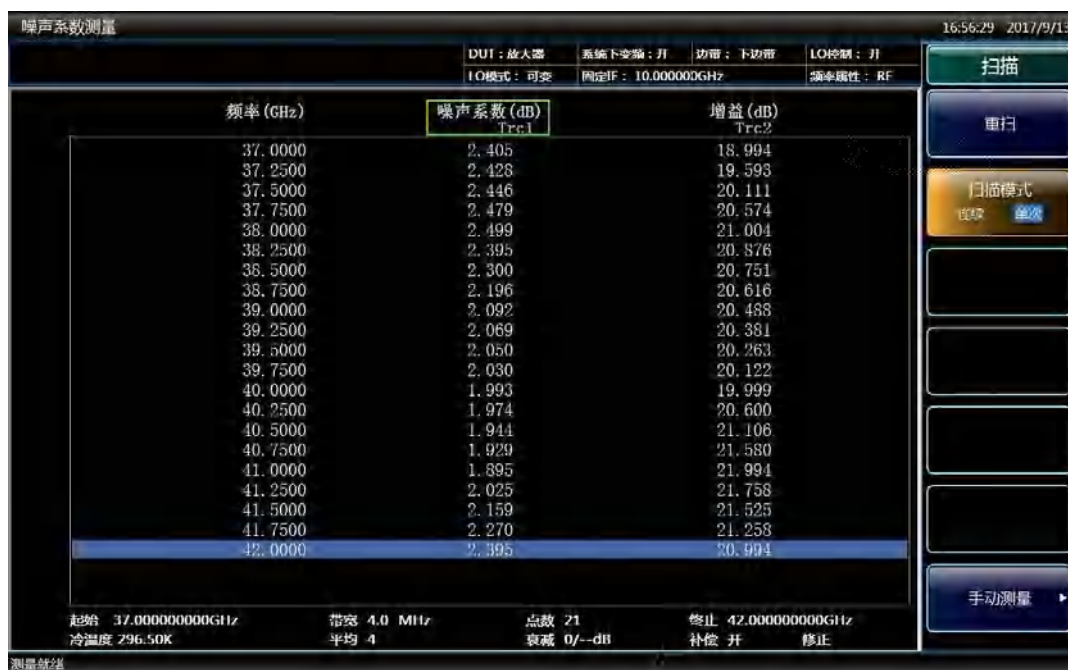 噪声系数测量 16:56:29 2017/9/13
DUT：放大器 系统下变频：开 边带：下边带 LO控制：开
LO模式：可变 固定IF：10.000000GHz 频率属性：RF
扫描
频率(GHz) 噪声系数(dB) 增益(dB)
Trc1 Trc2
重扫
37.0000 2.405 18.994
37.2500 2.428 19.593
37.5000 2.446 20.111
扫描模式
37.7500 2.479 20.574
连续 单次
38.0000 2.499 21.004
38.2500 2.395 20.876
38.5000 2.300 20.751
38.7500 2.196 20.616
39.0000 2.092 20.488
39.2500 2.069 20.381
39.5000 2.050 20.263
39.7500 2.030 20.122
40.0000 1.993 19.999
40.2500 1.974 20.600
40.5000 1.944 21.106
40.7500 1.929 21.580
41.0000 1.895 21.994
41.2500 2.025 21.758
41.5000 2.159 21.525
41.7500 2.270 21.258
42.0000 2.395 20.994
手动测量
起始 37.000000000GHz 带宽 4.0 MHz 点数 21 终止 42.000000000GHz
冷温度 296.50K 平均 4 衰减 0/--dB 补偿 开 修正
测量就绪